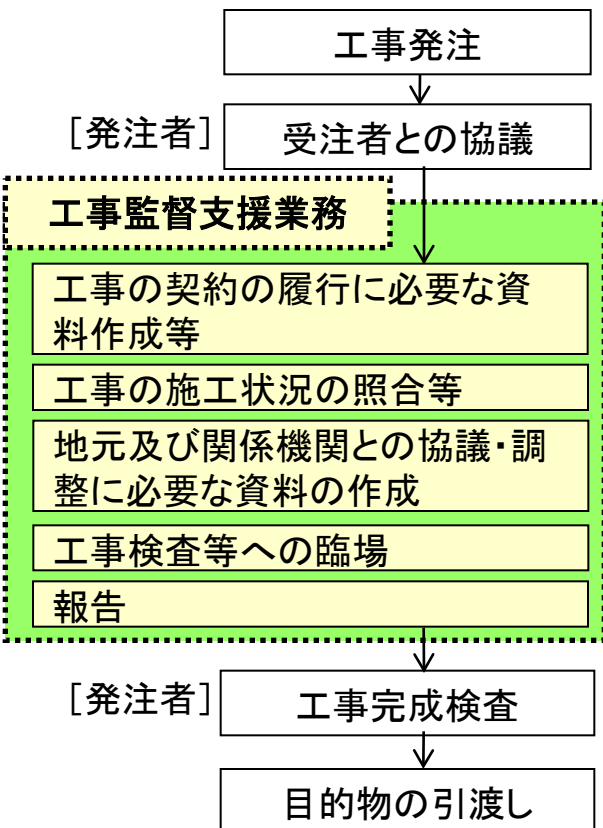 工事発注
[発注者]
受注者との協議
工事監督支援業務
工事の契約の履行に必要な資
料作成等
工事の施工状況の照合等
地元及び関係機関との協議・調
整に必要な資料の作成
工事検査等への臨場
報告
[発注者]
工事完成検査
目的物の引渡し